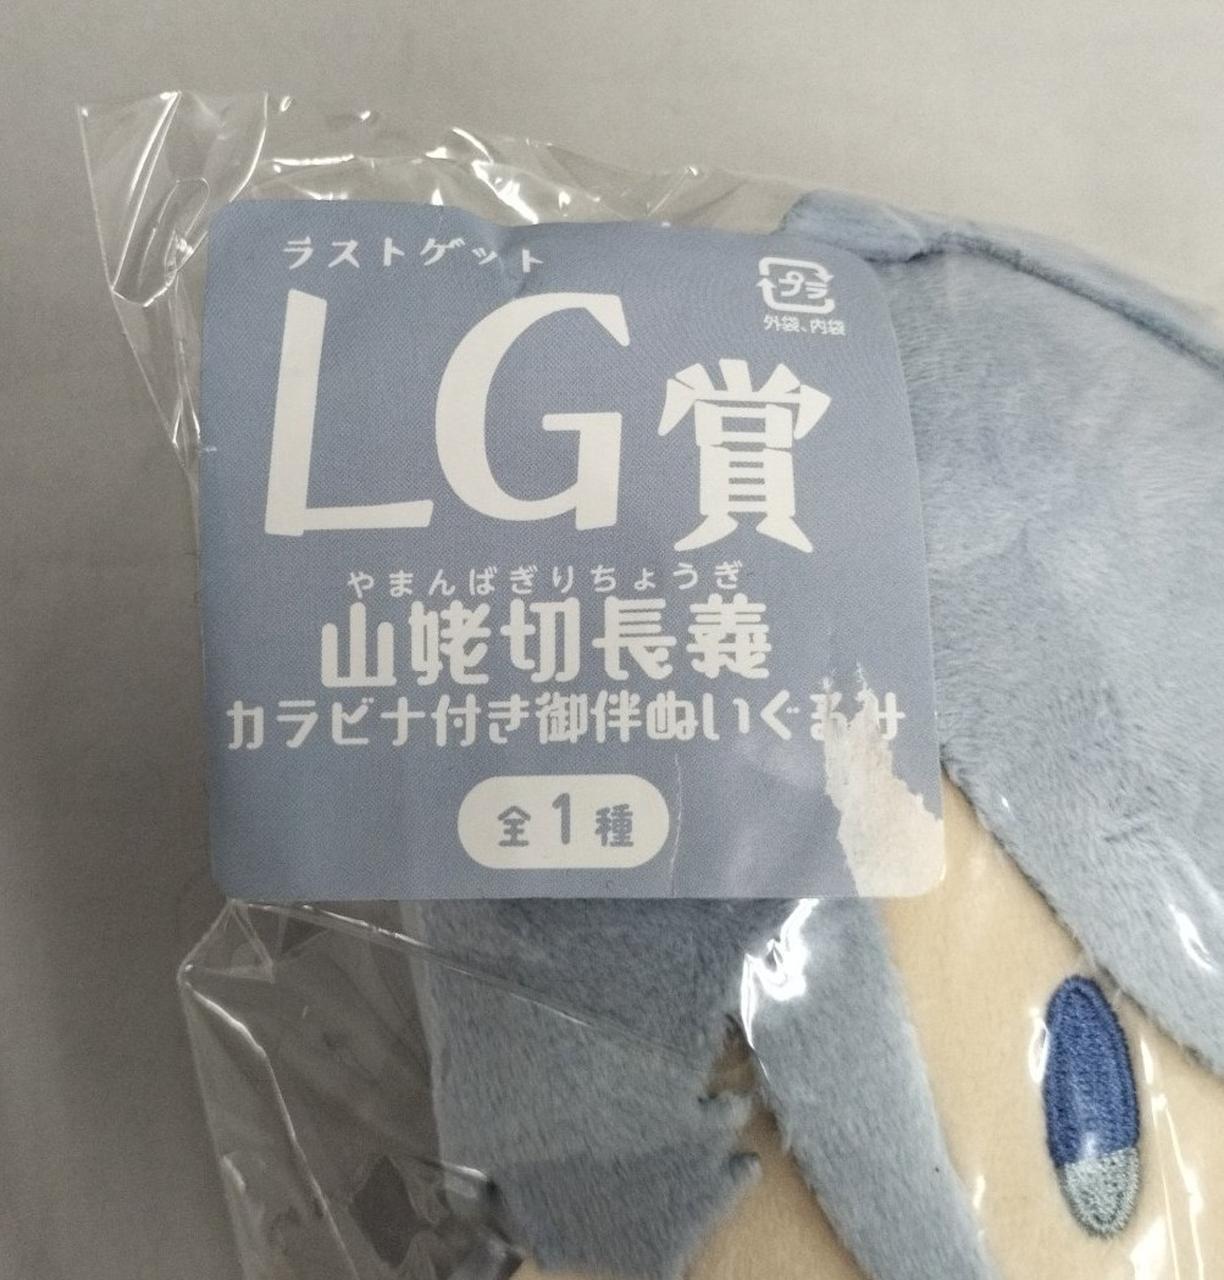 ラストゲット
LG賞
プラ
外袋、内袋
やまんばぎりちょうぎ
山姥切長義
カラビナ付き御伴ぬいぐるみ
全1種